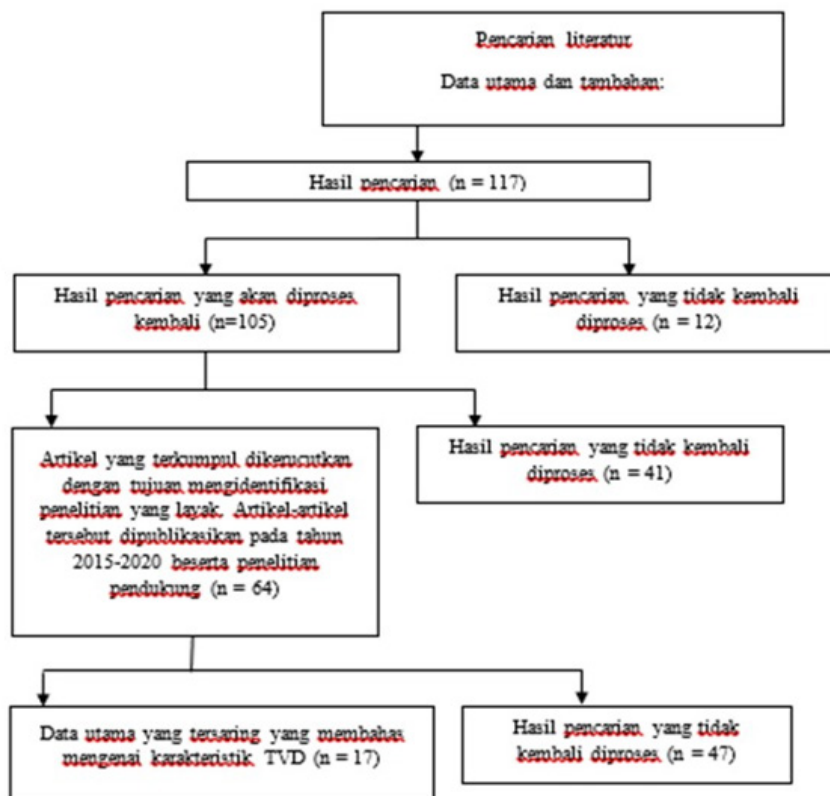 Pencarian literatur
Data utama dan tambahan:
Hasil pencarian (n = 117)
Hasil pencarian yang akan diproses
kembali (n=105)
Hasil pencarian yang tidak kembali
diproses (n = 12)
Artikel yang terkumpul dikerucutkan
dengan tujuan mengidentifikasi
penelitian yang layak. Artikel-artikel
tersebut dipublikasikan pada tahun
2015-2020 beserta penelitian
pendukung (n = 64)
Hasil pencarian yang tidak kembali
diproses (n = 41)
Data utama yang tersaring yang membahas
mengenai karakteristik TVD (n = 17)
Hasil pencarian yang tidak
kembali diproses (n = 47)